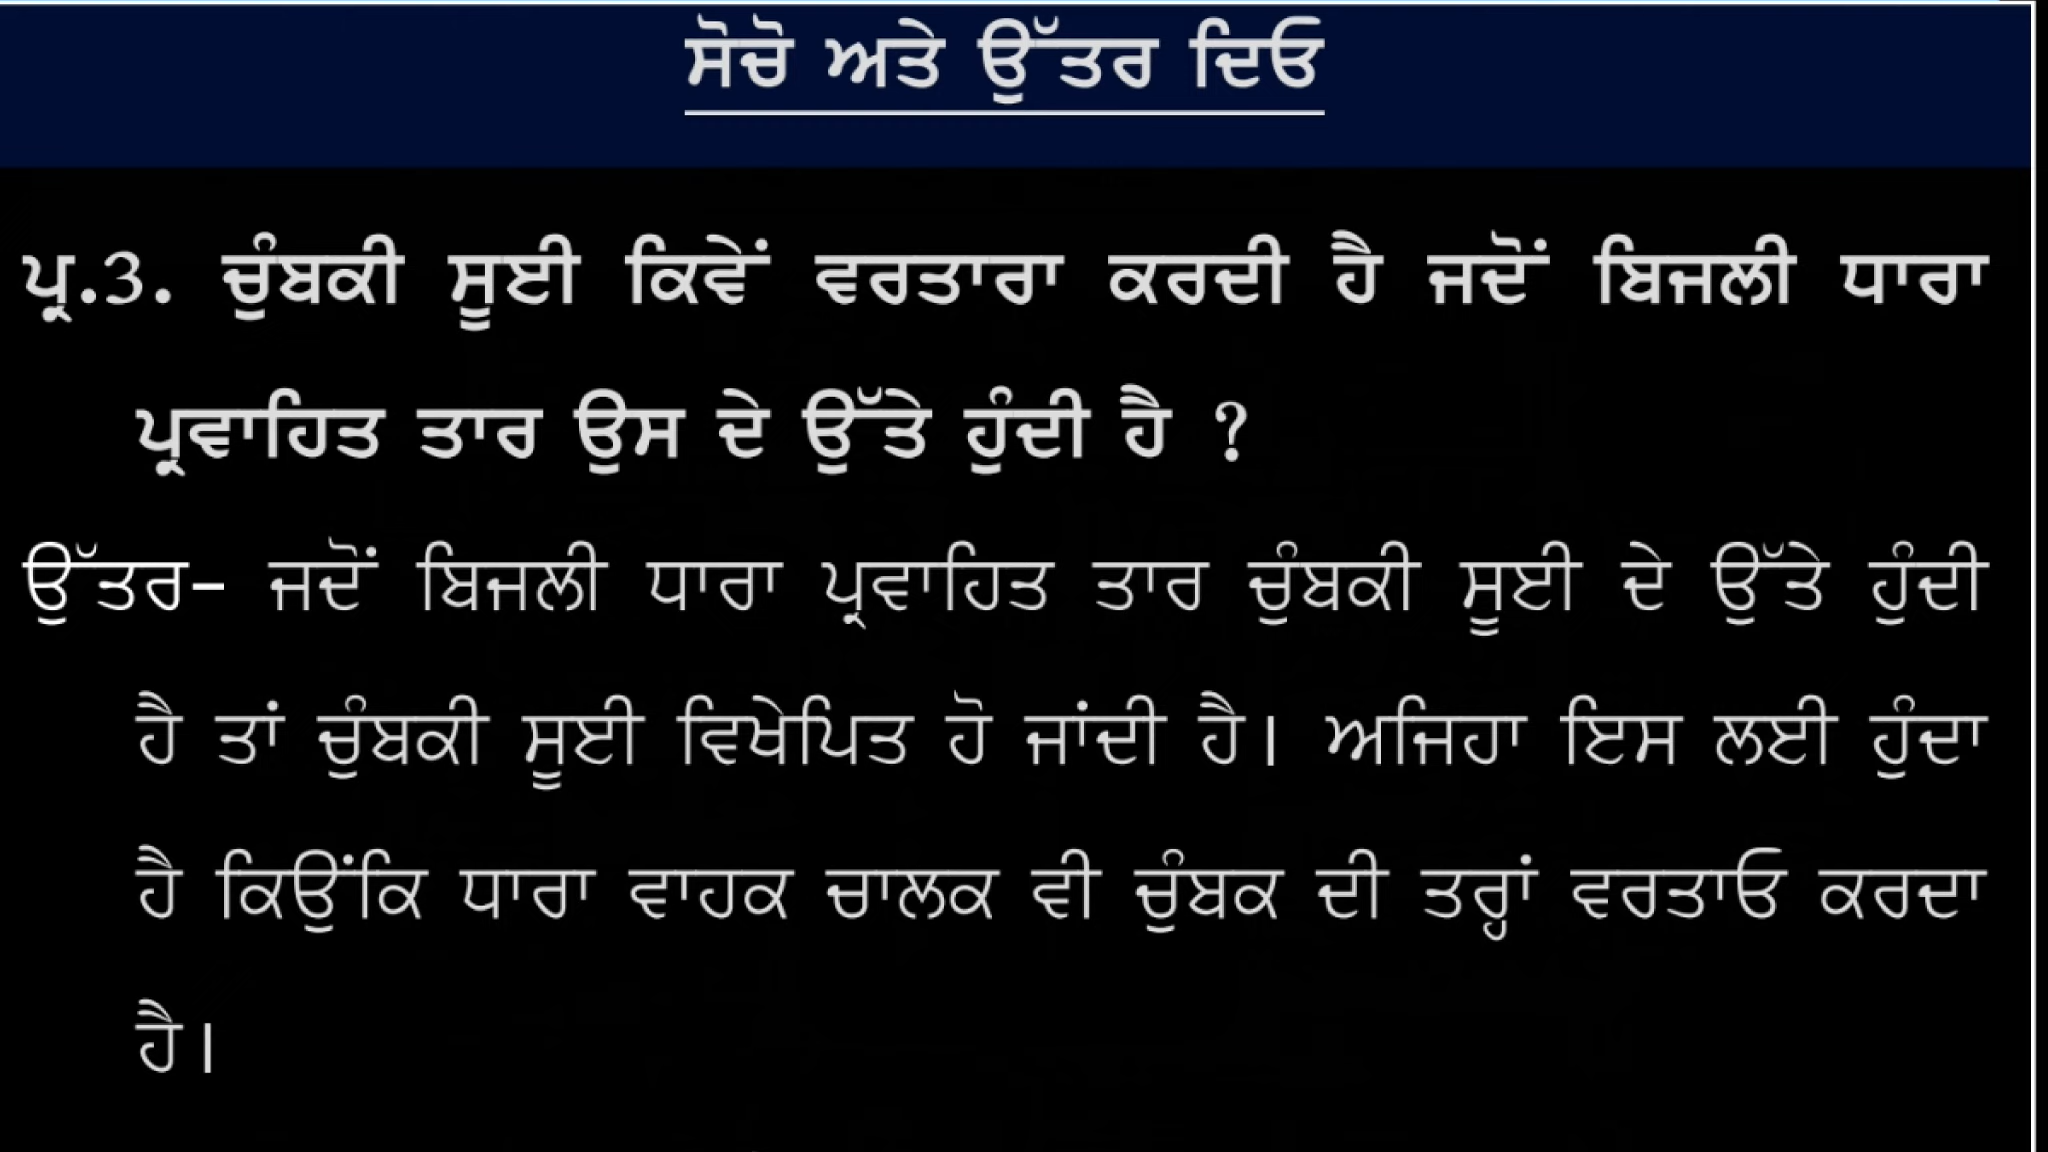 ਸੋਚੋ ਅਤੇ ਉੱਤਰ ਦਿਓ
ਪ੍ਰ.3. ਚੁੰਬਕੀ ਸੂਈ ਕਿਵੇਂ ਵਰਤਾਰਾ ਕਰਦੀ ਹੈ ਜਦੋਂ ਬਿਜਲੀ ਧਾਰਾ
ਪ੍ਰਵਾਹਿਤ ਤਾਰ ਉਸ ਦੇ ਉੱਤੇ ਹੁੰਦੀ ਹੈ ?
ਉੱਤਰ- ਜਦੋਂ ਬਿਜਲੀ ਧਾਰਾ ਪ੍ਰਵਾਹਿਤ ਤਾਰ ਚੁੰਬਕੀ ਸੂਈ ਦੇ ਉੱਤੇ ਹੁੰਦੀ
ਹੈ ਤਾਂ ਚੁੰਬਕੀ ਸੂਈ ਵਿਖੇਪਿਤ ਹੋ ਜਾਂਦੀ ਹੈ। ਅਜਿਹਾ ਇਸ ਲਈ ਹੁੰਦਾ
ਹੈ ਕਿਉਂਕਿ ਧਾਰਾ ਵਾਹਕ ਚਾਲਕ ਵੀ ਚੁੰਬਕ ਦੀ ਤਰ੍ਹਾਂ ਵਰਤਾਓ ਕਰਦਾ
ਹੈ।